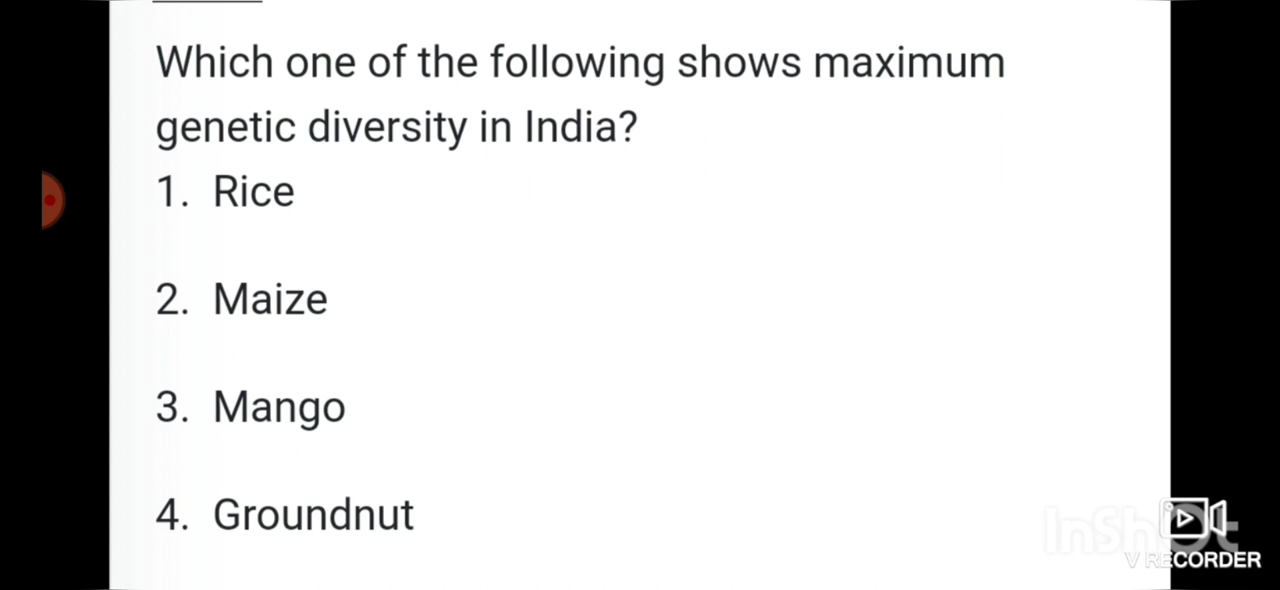 Which one of the following shows maximum
genetic diversity in India?
1. Rice
2. Maize
3. Mango
4. Groundnut
InShot
V RECORDER